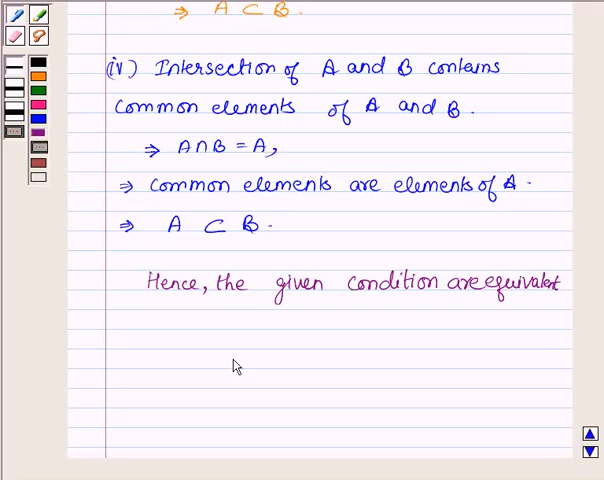 ⇒ A ⊂ B.
(iv) Intersection of A and B contains
Common elements of A and B.
⇒ A∩B = A,
⇒ Common elements are elements of A.
⇒ A ⊂ B.
Hence, the given condition are equivalent